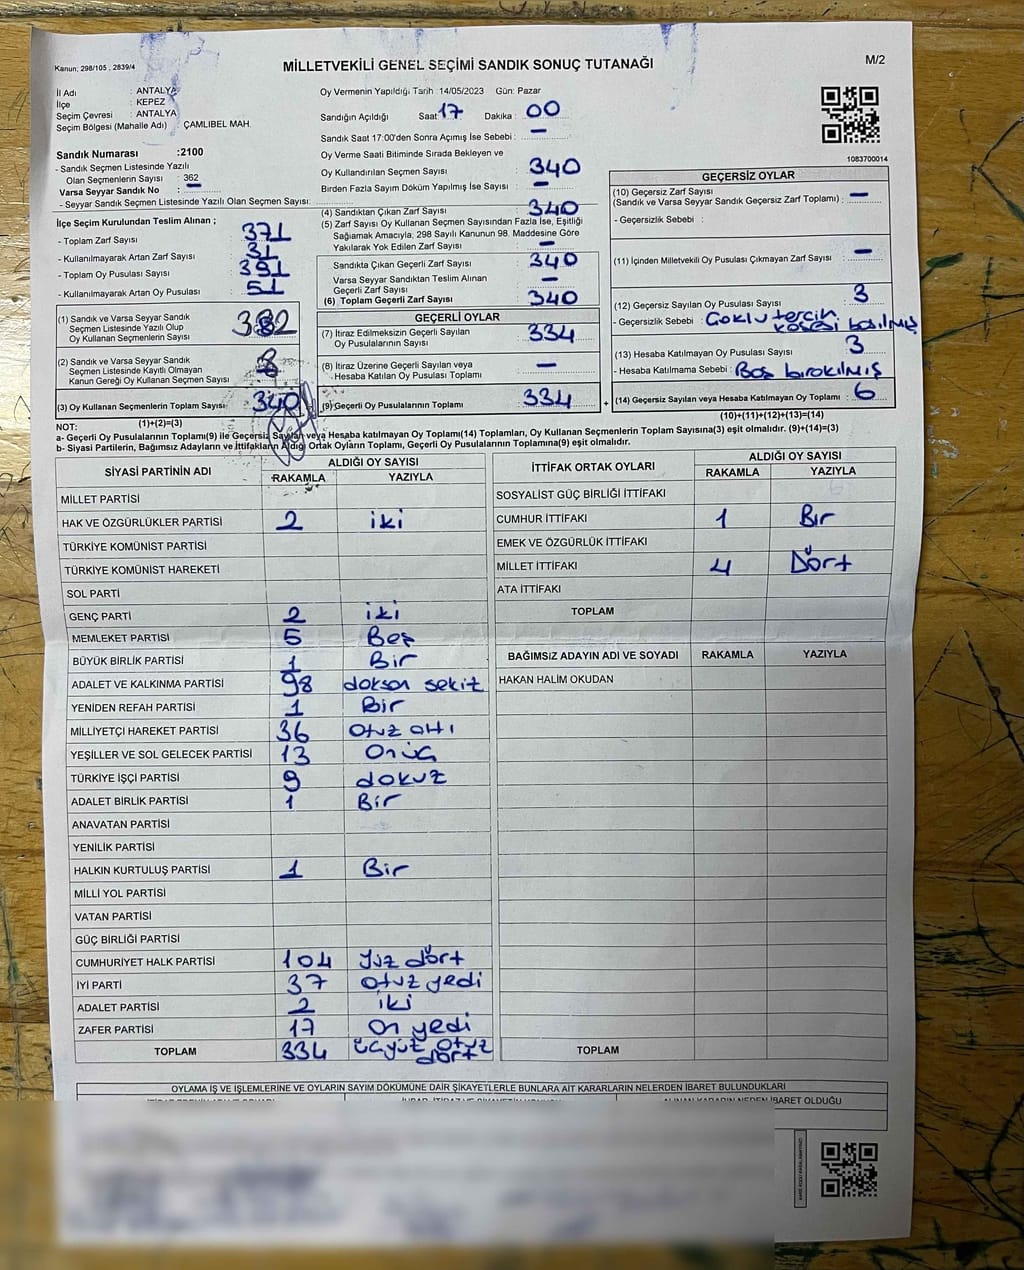 Kanun: 298/105 , 2839/4
MİLLETVEKİLİ GENEL SEÇİMİ SANDIK SONUÇ TUTANAĞI
M/2
İl Adı : ANTALYA
İlçe : KEPEZ
Seçim Çevresi : ANTALYA
Seçim Bölgesi (Mahalle Adı) ÇAMLIBEL MAH.
Sandık Numarası :2100
- Sandık Seçmen Listesinde Yazılı
Olan Seçmenlerin Sayısı : 362
Varsa Seyyar Sandık No : —
- Seyyar Sandık Seçmen Listesinde Yazılı Olan Seçmen Sayısı:
İlçe Seçim Kurulundan Teslim Alınan ;
- Toplam Zarf Sayısı : 371
- Kullanılmayarak Artan Zarf Sayısı : 31
- Toplam Oy Pusulası Sayısı : 391
- Kullanılmayarak Artan Oy Pusulası : 51
(1) Sandık ve Varsa Seyyar Sandık
Seçmen Listesinde Yazılı Olup
Oy Kullanan Seçmenlerin Sayısı
(2) Sandık ve Varsa Seyyar Sandık
Seçmen Listesinde Kayıtlı Olmayan
Kanun Gereği Oy Kullanan Seçmen Sayısı : 8
(3) Oy Kullanan Seçmenlerin Toplam Sayısı : 340
(1)+(2)=(3)
Oy Vermenin Yapıldığı Tarih :14/05/2023 Gün: Pazar
Sandığın Açıldığı Saat: 17 Dakika : 00
Sandık Saat 17:00'den Sonra Açımış İse Sebebi : —
Oy Verme Saati Bitiminde Sırada Bekleyen ve
Oy Kullandırılan Seçmen Sayısı : 340
Birden Fazla Sayım Döküm Yapılmış İse Sayısı : —
(4) Sandıktan Çıkan Zarf Sayısı : 340
(5) Zarf Sayısı Oy Kullanan Seçmen Sayısından Fazla İse, Eşitliği
Sağlamak Amacıyla, 298 Sayılı Kanunun 98. Maddesine Göre
Yakılarak Yok Edilen Zarf Sayısı : —
Sandıkta Çıkan Geçerli Zarf Sayısı : 340
Varsa Seyyar Sandıktan Teslim Alınan
Geçerli Zarf Sayısı : —
(6) Toplam Geçerli Zarf Sayısı : 340
GEÇERLİ OYLAR
(7) İtiraz Edilmeksizin Geçerli Sayılan
Oy Pusulalarının Sayısı : 334
(8) İtiraz Üzerine Geçerli Sayılan veya
Hesaba Katılan Oy Pusulası Toplamı : —
(9) Geçerli Oy Pusulalarının Toplamı : 334 +
1083700014
GEÇERSİZ OYLAR
(10) Geçersiz Zarf Sayısı
(Sandık ve Varsa Seyyar Sandık Geçersiz Zarf Toplamı) : —
- Geçersizlik Sebebi :
(11) İçinden Milletvekili Oy Pusulası Çıkmayan Zarf Sayısı : —
(12) Geçersiz Sayılan Oy Pusulası Sayısı : 3
- Geçersizlik Sebebi : Çoklu tercih
kösesi basılmış
(13) Hesaba Katılmayan Oy Pusulası Sayısı : 3
- Hesaba Katılmama Sebebi : Boş bırakılmış
(14) Geçersiz Sayılan veya Hesaba Katılmayan Oy Toplamı : 6
(10)+(11)+(12)+(13)=(14)
NOT:
a- Geçerli Oy Pusulalarının Toplamı(9) ile Geçersiz Sayılan veya Hesaba katılmayan Oy Toplamı(14) Toplamları, Oy Kullanan Seçmenlerin Toplam Sayısına(3) eşit olmalıdır. (9)+(14)=(3)
b- Siyasi Partilerin, Bağımsız Adayların ve İttifakların Aldığı Ortak Oyların Toplamı, Geçerli Oy Pusulalarının Toplamına(9) eşit olmalıdır.
SİYASİ PARTİNİN ADI ALDIĞI OY SAYISI
RAKAMLA YAZIYLA
MİLLET PARTİSİ
HAK VE ÖZGÜRLÜKLER PARTİSİ 2 iki
TÜRKİYE KOMÜNİST PARTİSİ
TÜRKİYE KOMÜNİST HAREKETİ
SOL PARTİ
GENÇ PARTİ 2 iki
MEMLEKET PARTİSİ 5 Beş
BÜYÜK BİRLİK PARTİSİ 1 Bir
ADALET VE KALKINMA PARTİSİ 98 doksan sekiz
YENİDEN REFAH PARTİSİ 1 Bir
MİLLİYETÇİ HAREKET PARTİSİ 36 otuz altı
YEŞİLLER VE SOL GELECEK PARTİSİ 13 Onüç
TÜRKİYE İŞÇİ PARTİSİ 9 dokuz
ADALET BİRLİK PARTİSİ 1 Bir
ANAVATAN PARTİSİ
YENİLİK PARTİSİ
HALKIN KURTULUŞ PARTİSİ 1 Bir
MİLLİ YOL PARTİSİ
VATAN PARTİSİ
GÜÇ BİRLİĞİ PARTİSİ
CUMHURİYET HALK PARTİSİ 104 Yüz dört
İYİ PARTİ 37 otuz yedi
ADALET PARTİSİ 2 iki
ZAFER PARTİSİ 17 on yedi
TOPLAM 334 üçyüz otuz
dört
İTTİFAK ORTAK OYLARI ALDIĞI OY SAYISI
RAKAMLA YAZIYLA
SOSYALİST GÜÇ BİRLİĞİ İTTİFAKI
CUMHUR İTTİFAKI 1 Bir
EMEK VE ÖZGÜRLÜK İTTİFAKI
MİLLET İTTİFAKI 4 Dört
ATA İTTİFAKI
TOPLAM
BAĞIMSIZ ADAYIN ADI VE SOYADI RAKAMLA YAZIYLA
HAKAN HALİM OKUDAN
TOPLAM
OYLAMA İŞ VE İŞLEMLERİNE VE OYLARIN SAYIM DÖKÜMÜNE DAİR ŞİKAYETLERLE BUNLARA AİT KARARLARIN NELERDEN İBARET BULUNDUKLARI
ALINAN KARARIN NEDEN İBARET OLDUĞU